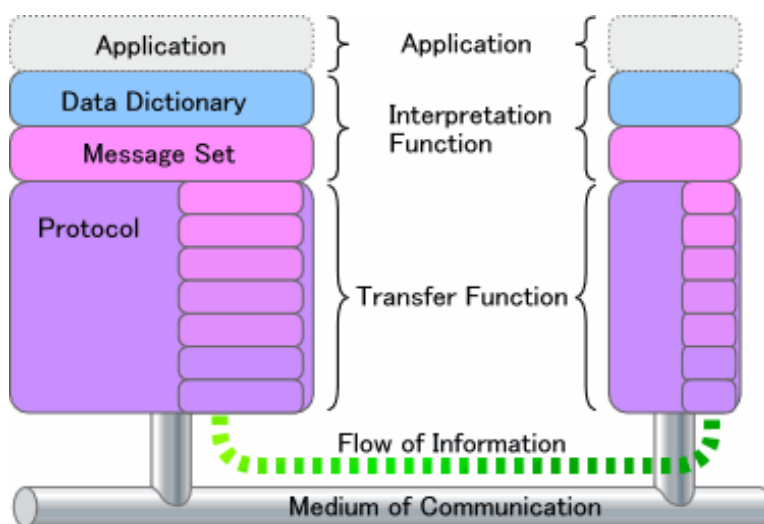 Application
Application
Data Dictionary
Interpretation
Function
Message Set
Protocol
Transfer Function
Flow of Information
Medium of Communication